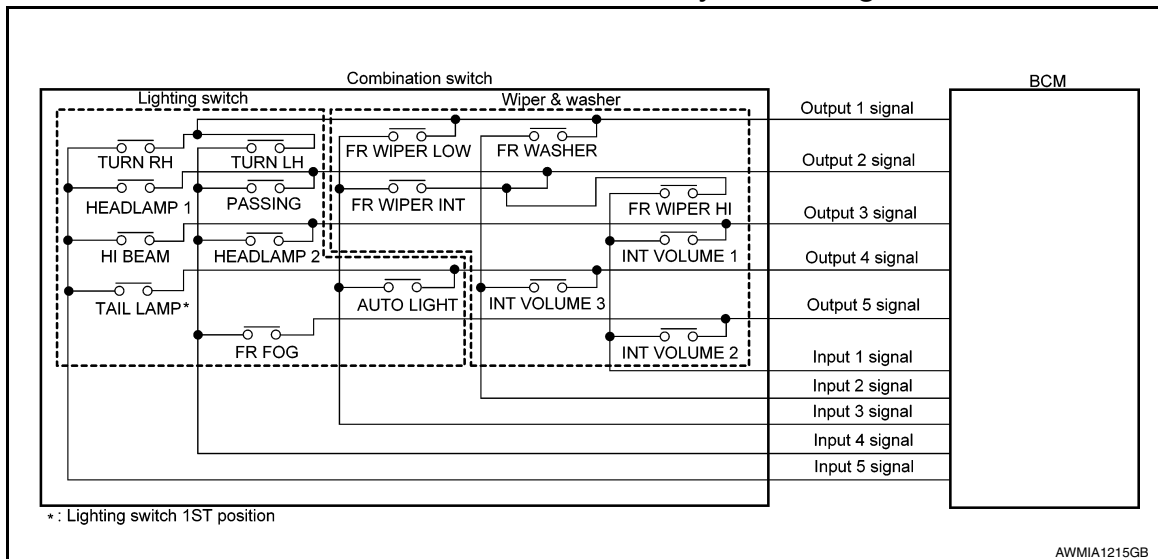 Combination switch
BCM
Lighting switch
Wiper & washer
Output 1 signal
TURN RH
TURN LH
FR WIPER LOW
FR WASHER
Output 2 signal
HEADLAMP 1
PASSING
FR WIPER INT
FR WIPER HI
Output 3 signal
HI BEAM
HEADLAMP 2
INT VOLUME 1
Output 4 signal
TAIL LAMP*
AUTO LIGHT
INT VOLUME 3
Output 5 signal
FR FOG
INT VOLUME 2
Input 1 signal
Input 2 signal
Input 3 signal
Input 4 signal
Input 5 signal
* : Lighting switch 1ST position
AWMIA1215GB